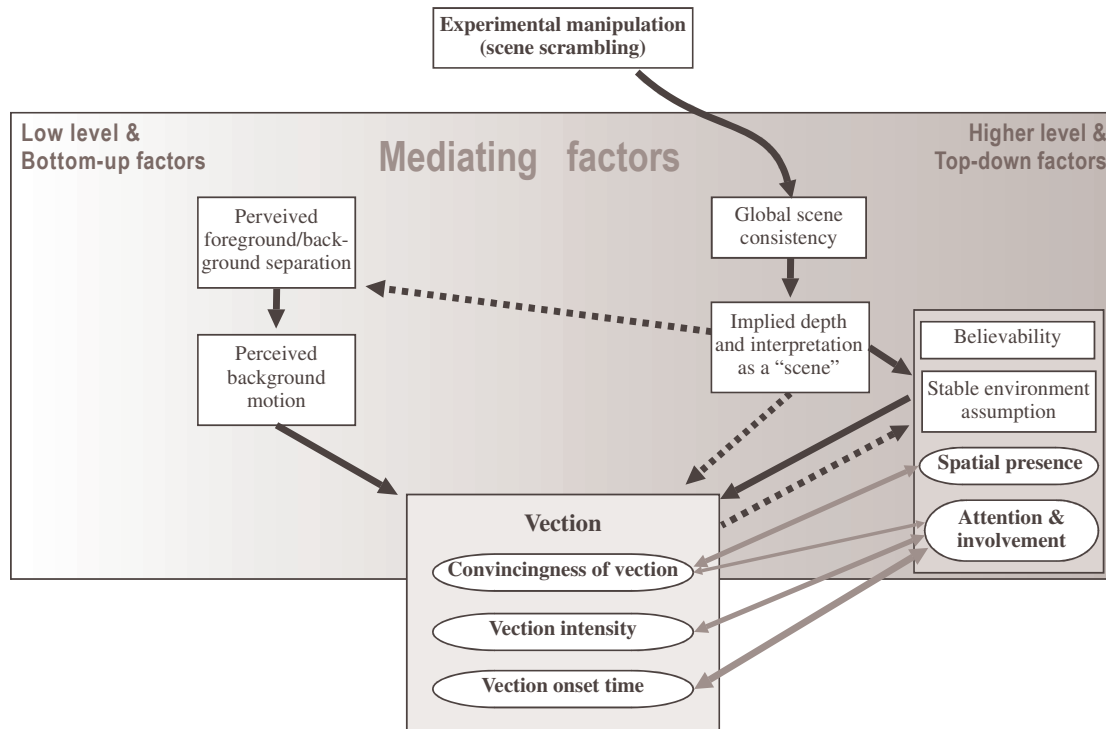 Experimental manipulation
(scene scrambling)
Low level &
Bottom-up factors
Mediating factors
Higher level &
Top-down factors
Perveived
foreground/back-
ground separation
Global scene
consistency
Perceived
background
motion
Implied depth
and interpretation
as a “scene”
Believability
Stable environment
assumption
Spatial presence
Attention &
involvement
Vection
Convincingness of vection
Vection intensity
Vection onset time